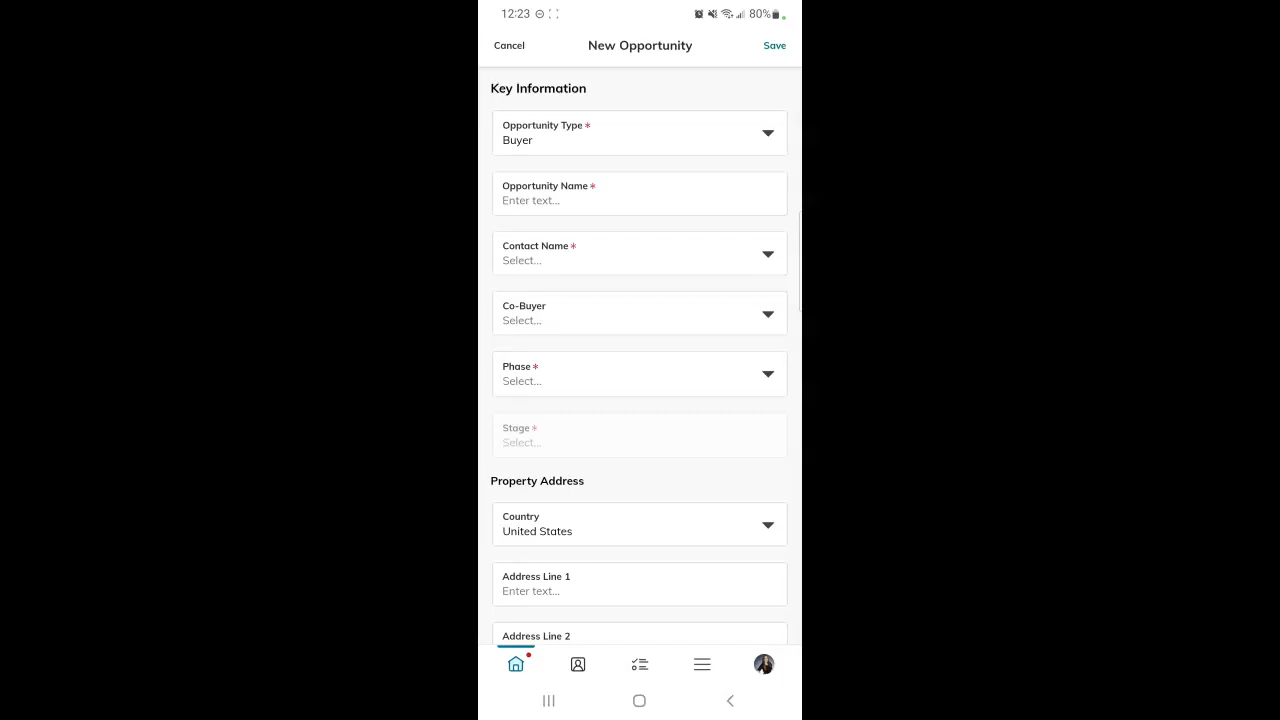 12:23 80%
Cancel New Opportunity Save
Key Information
Opportunity Type *
Buyer
Opportunity Name *
Enter text...
Contact Name *
Select...
Co-Buyer
Select...
Phase *
Select...
Stage *
Select...
Property Address
Country
United States
Address Line 1
Enter text...
Address Line 2